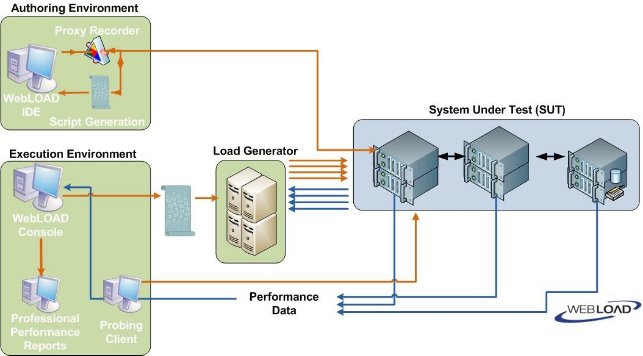 Authoring Environment
Proxy Recorder
WebLOAD
IDE
Script Generation
System Under Test (SUT)
Execution Environment
Load Generator
WebLOAD
Console
Professional
Performance
Reports
Probing
Client
Performance
Data
WEBLOAD